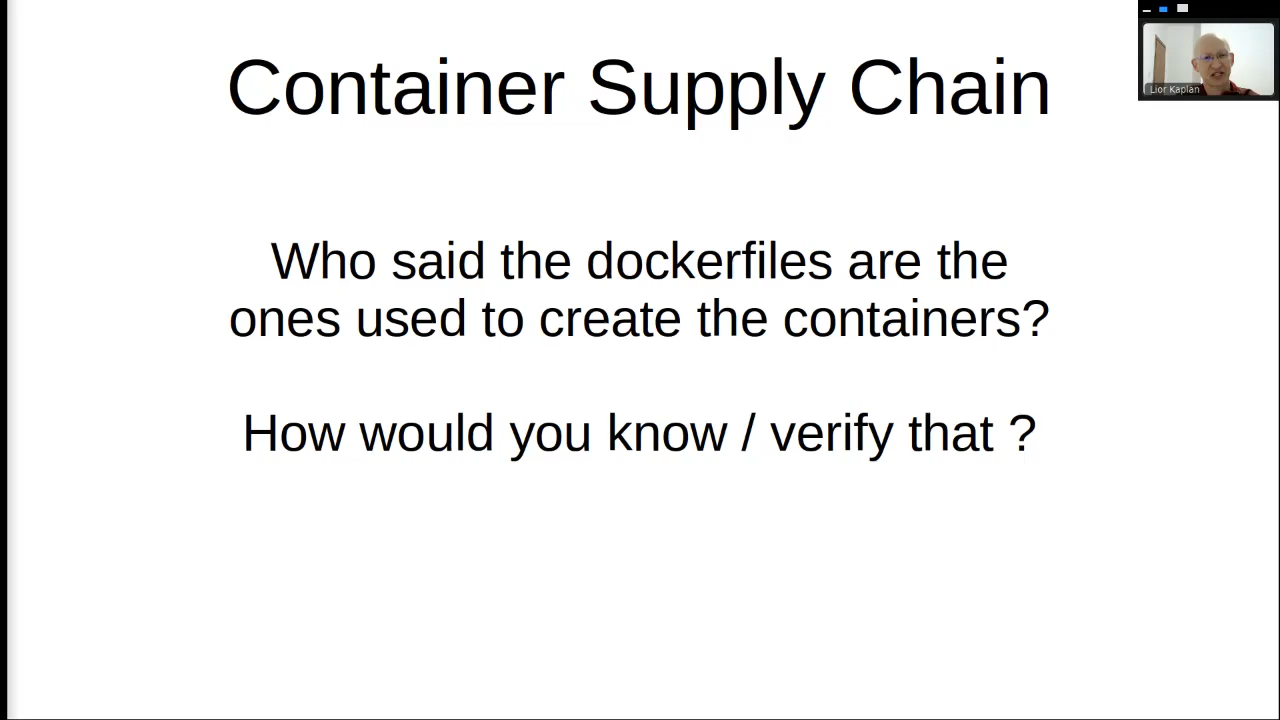 Container Supply Chain
Lior Kaplan
Who said the dockerfiles are the
ones used to create the containers?
How would you know / verify that ?